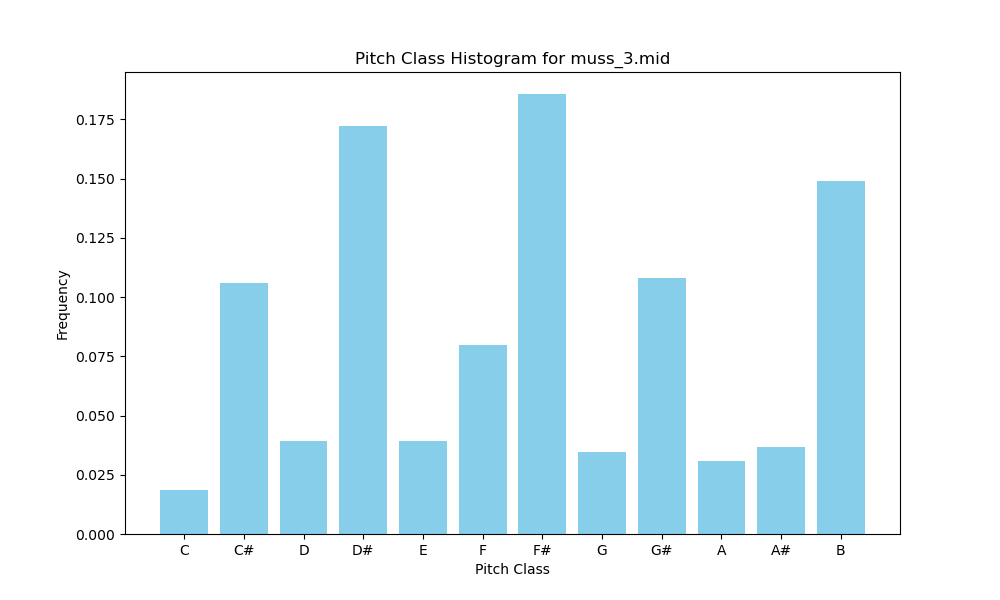 Pitch Class Histogram for muss_3.mid
Frequency
0.175
0.150
0.125
0.100
0.075
0.050
0.025
0.000
C C# D D# E F F# G G# A A# B
Pitch Class